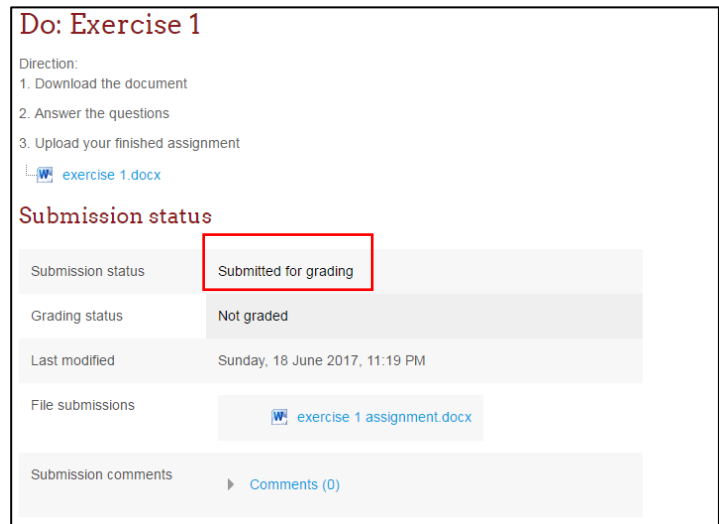 Do: Exercise 1
Direction:
1. Download the document
2. Answer the questions
3. Upload your finished assignment
exercise 1.docx
Submission status
Submission status Submitted for grading
Grading status Not graded
Last modified Sunday, 18 June 2017, 11:19 PM
File submissions exercise 1 assignment.docx
Submission comments Comments (0)